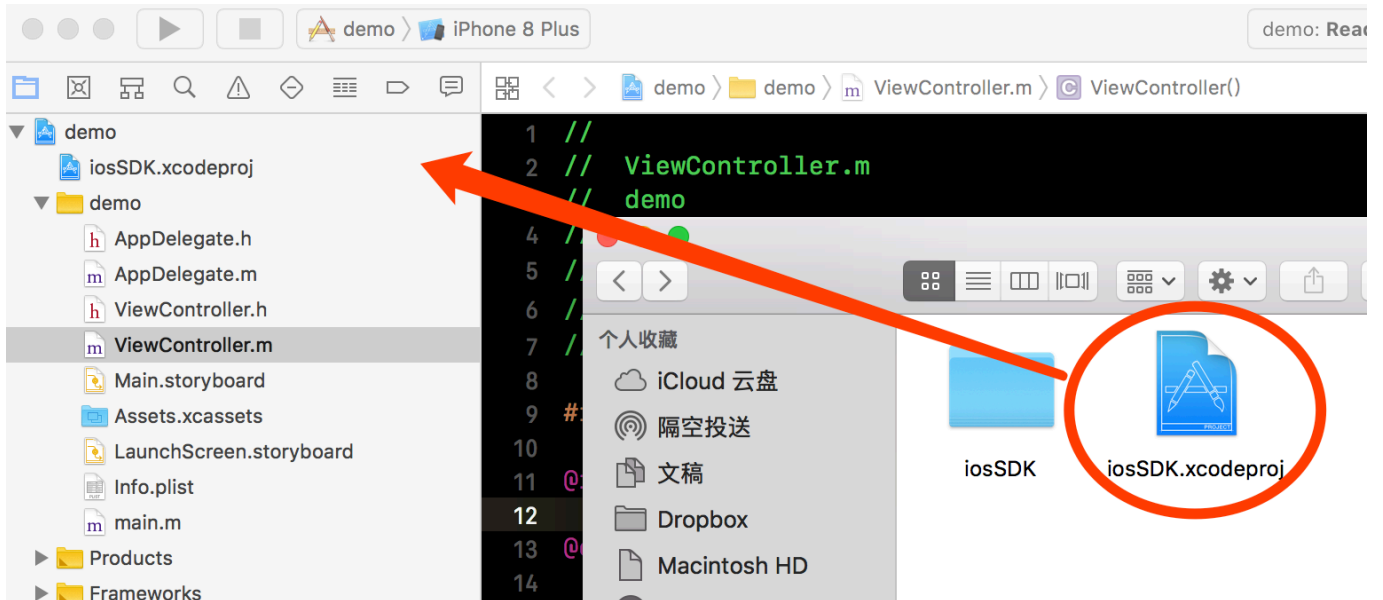 demo 〉 iPhone 8 Plus
demo: Read
demo 〉 demo 〉 m ViewController.m 〉 C ViewController()
demo
iosSDK.xcodeproj
demo
h AppDelegate.h
m AppDelegate.m
h ViewController.h
m ViewController.m
Main.storyboard
Assets.xcassets
LaunchScreen.storyboard
PLIST Info.plist
m main.m
Products
Frameworks
1 //
2 // ViewController.m
// demo
4 //
5 //
6 //
7 //
8
9 #
10
11 @
12
13 @
14
个人收藏
iCloud 云盘
隔空投送
文稿
Dropbox
Macintosh HD
iosSDK
PROJECT
iosSDK.xcodeproj